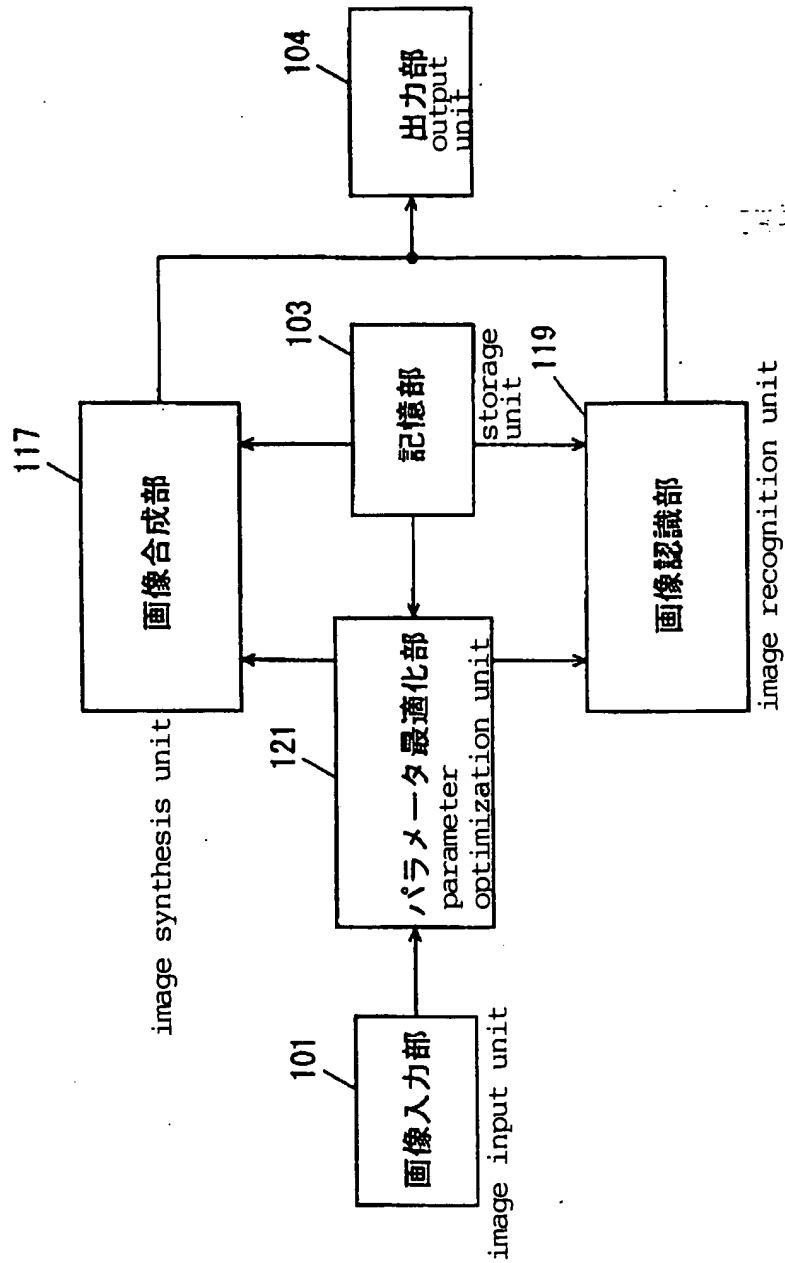 117
画像合成部
image synthesis unit
121
パラメータ最適化部
parameter
optimization unit
101
画像入力部
image input unit
103
記憶部
storage
unit
104
出力部
output
unit
119
画像認識部
image recognition unit